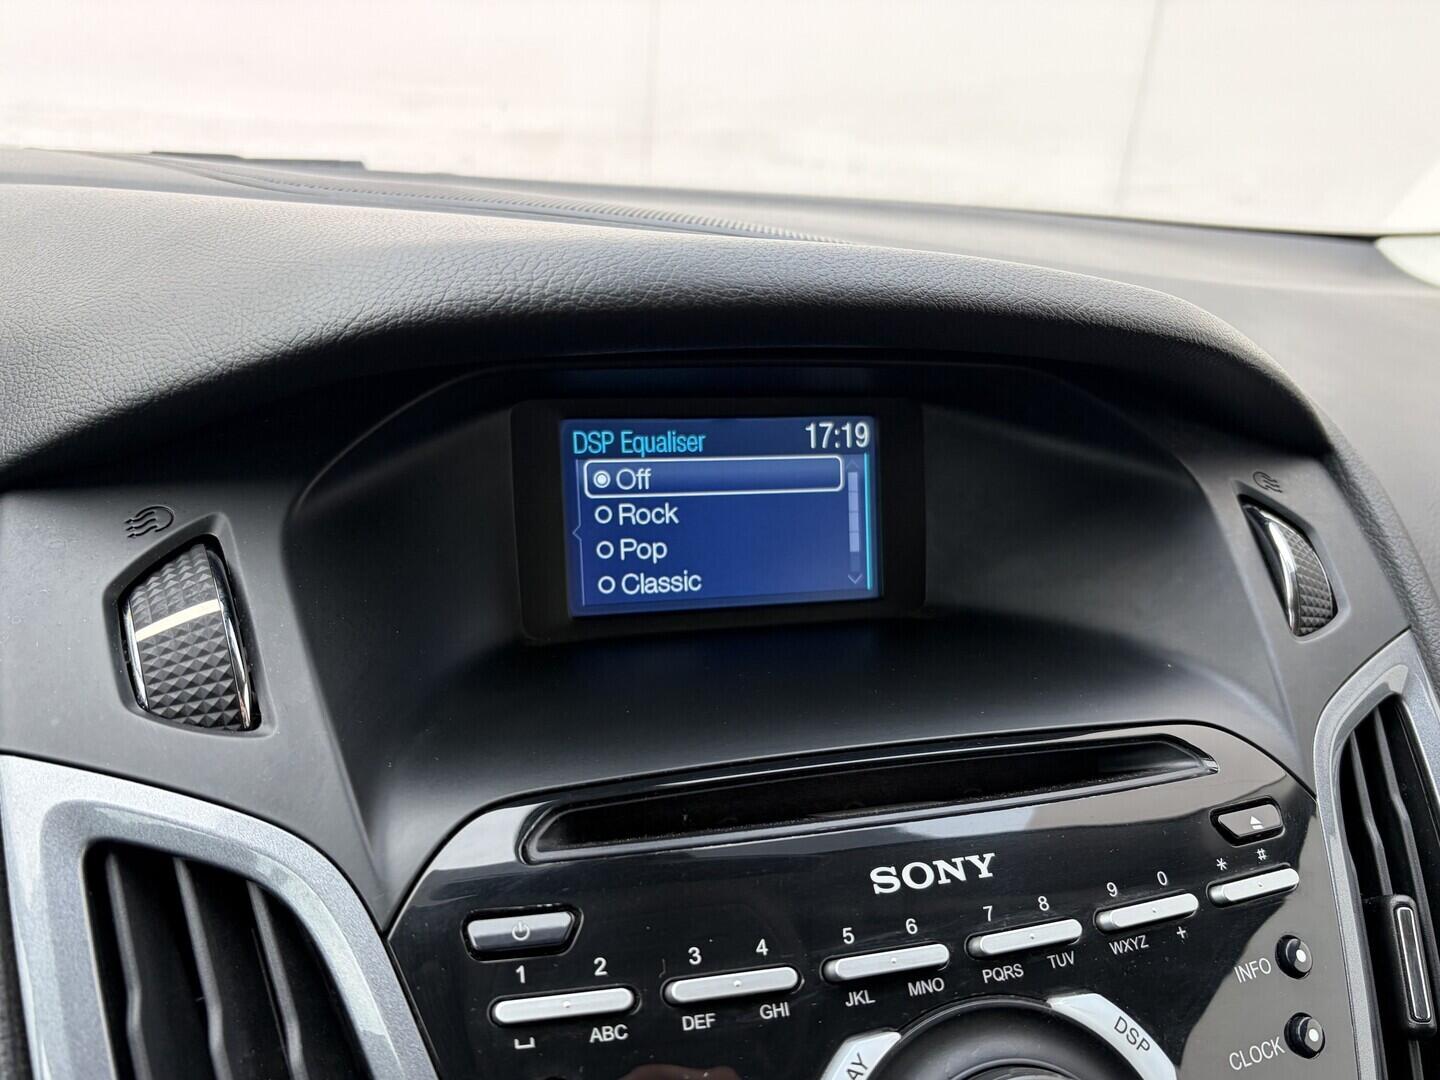 DSP Equaliser 17:19
Off
Rock
Pop
Classic
SONY
1 2 3 4 5 6 7 8 9 0 * #
ABC DEF GHI JKL MNO PQRS TUV WXYZ +
INFO
CLOCK
DSP
AY